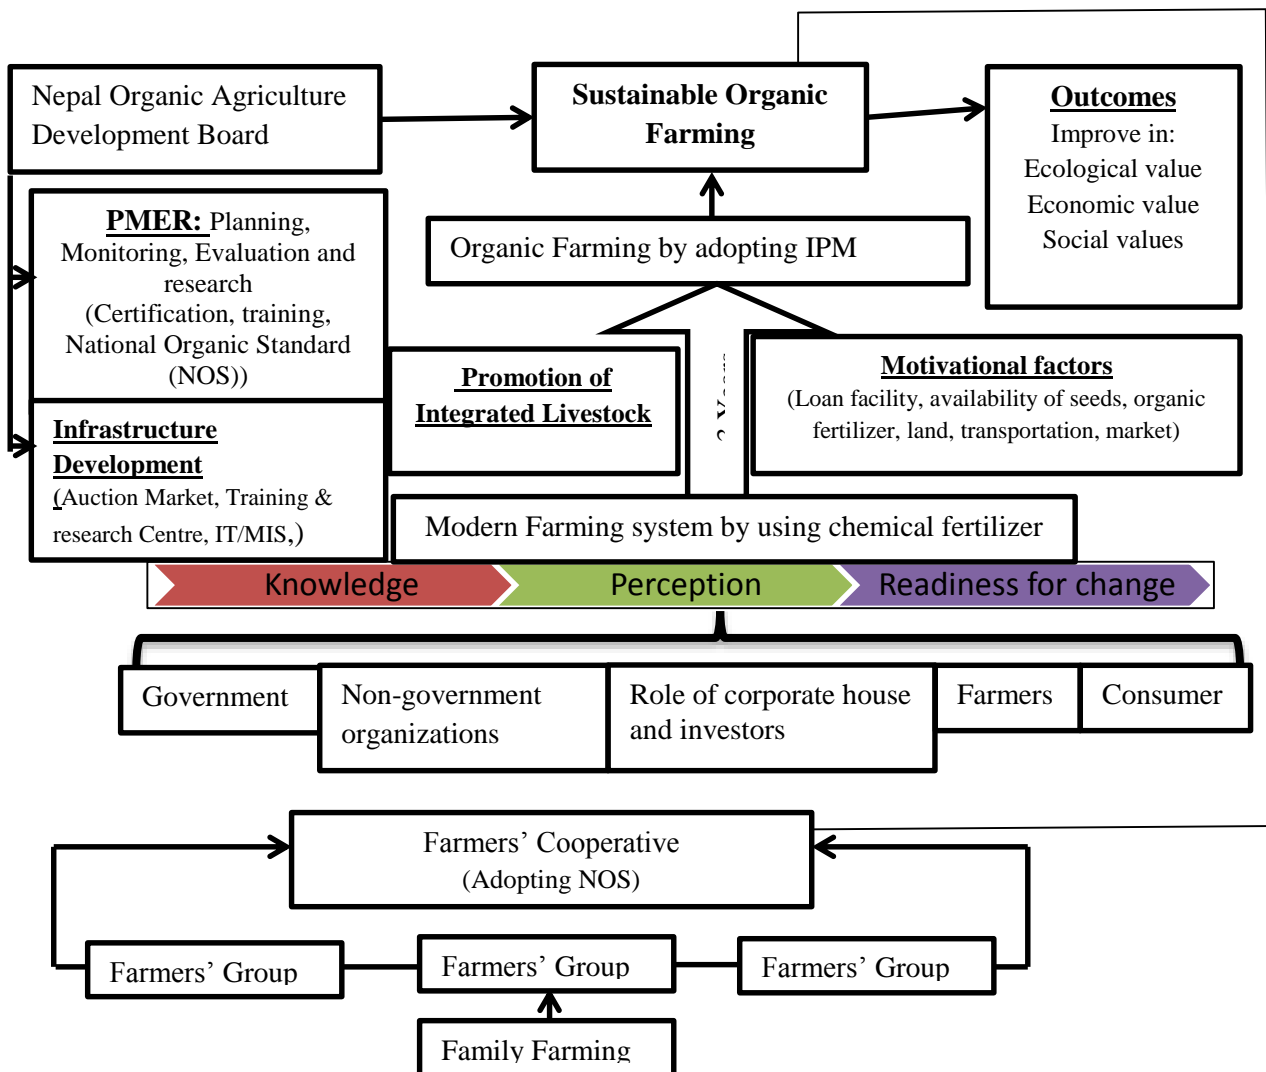 Nepal Organic Agriculture
Development Board
Sustainable Organic
Farming
Outcomes
Improve in:
Ecological value
Economic value
Social values
PMER: Planning,
Monitoring, Evaluation and
research
(Certification, training,
National Organic Standard
(NOS))
Organic Farming by adopting IPM
Promotion of
Integrated Livestock
Motivational factors
(Loan facility, availability of seeds, organic
fertilizer, land, transportation, market)
Infrastructure
Development
(Auction Market, Training &
research Centre, IT/MIS,)
Modern Farming system by using chemical fertilizer
Knowledge
Perception
Readiness for change
Government
Non-government
organizations
Role of corporate house
and investors
Farmers
Consumer
Farmers’ Cooperative
(Adopting NOS)
Farmers’ Group
Farmers’ Group
Farmers’ Group
Family Farming